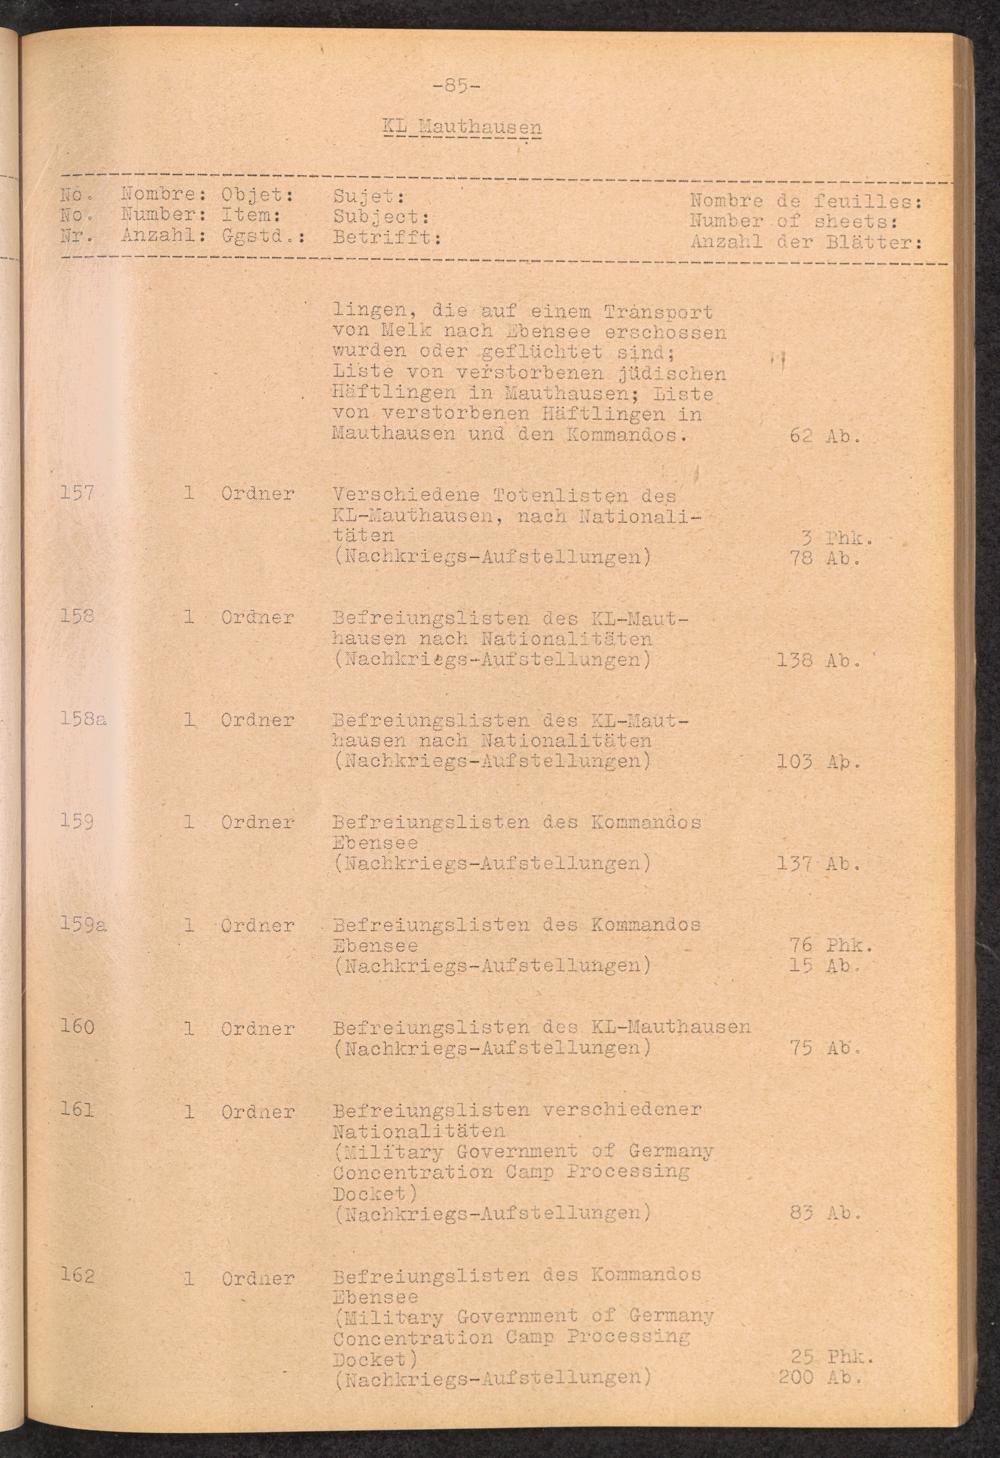 -85-
KL Mauthausen
No. Nombre: Objet: Sujet: Nombre de feuilles:
No. Number: Item: Subject: Number of sheets:
Nr. Anzahl: Ggstd.: Betrifft: Anzahl der Blätter:
lingen, die auf einem Transport
von Melk nach Ebensee erschossen
wurden oder geflüchtet sind;
Liste von verstorbenen jüdischen
Häftlingen in Mauthausen; Liste
von verstorbenen Häftlingen in
Mauthausen und den Kommandos. 62 Ab.
157 1 Ordner Verschiedene Totenlisten des
KL-Mauthausen, nach Nationali-
täten 3 Phk.
(Nachkriegs-Aufstellungen) 78 Ab.
158 1 Ordner Befreiungslisten des KL-Maut-
hausen nach Nationalitäten
(Nachkriegs-Aufstellungen) 138 Ab.
158a 1 Ordner Befreiungslisten des KL-Maut-
hausen nach Nationalitäten
(Nachkriegs-Aufstellungen) 103 Ab.
159 1 Ordner Befreiungslisten des Kommandos
Ebensee
(Nachkriegs-Aufstellungen) 137 Ab.
159a 1 Ordner Befreiungslisten des Kommandos
Ebensee 76 Phk.
(Nachkriegs-Aufstellungen) 15 Ab.
160 1 Ordner Befreiungslisten des KL-Mauthausen
(Nachkriegs-Aufstellungen) 75 Ab.
161 1 Ordner Befreiungslisten verschiedener
Nationalitäten
(Military Government of Germany
Concentration Camp Processing
Docket)
(Nachkriegs-Aufstellungen) 83 Ab.
162 1 Ordner Befreiungslisten des Kommandos
Ebensee
(Military Government of Germany
Concentration Camp Processing
Docket) 25 Phk.
(Nachkriegs-Aufstellungen) 200 Ab.